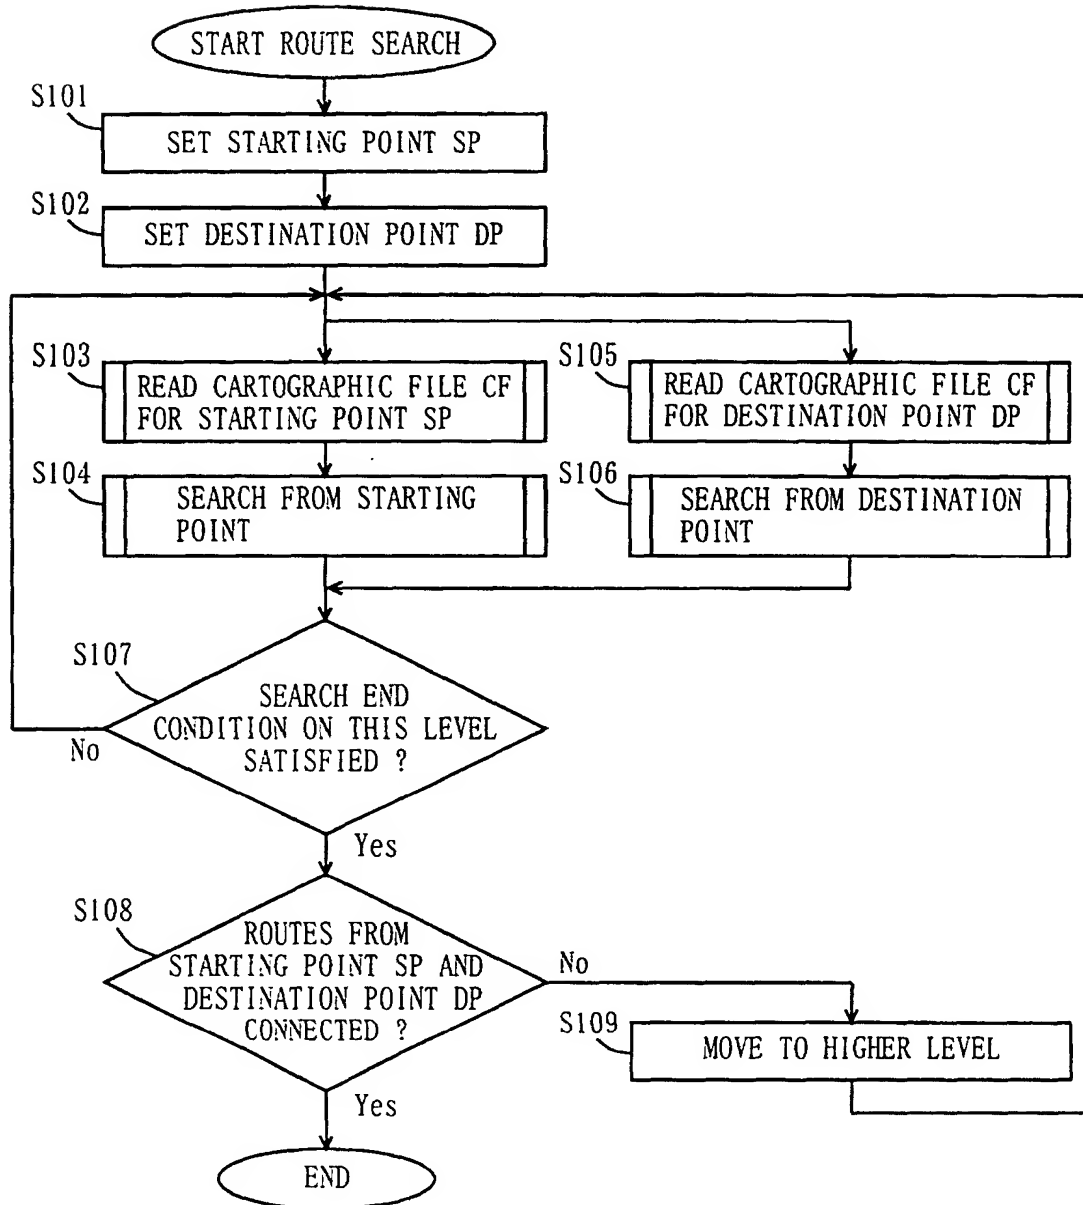 START ROUTE SEARCH
S101
SET STARTING POINT SP
S102
SET DESTINATION POINT DP
S103
READ CARTOGRAPHIC FILE CF
FOR STARTING POINT SP
S105
READ CARTOGRAPHIC FILE CF
FOR DESTINATION POINT DP
S104
SEARCH FROM STARTING
POINT
S106
SEARCH FROM DESTINATION
POINT
S107
SEARCH END
CONDITION ON THIS LEVEL
SATISFIED ?
No
Yes
S108
ROUTES FROM
STARTING POINT SP AND
DESTINATION POINT DP
CONNECTED ?
No
S109
MOVE TO HIGHER LEVEL
Yes
END